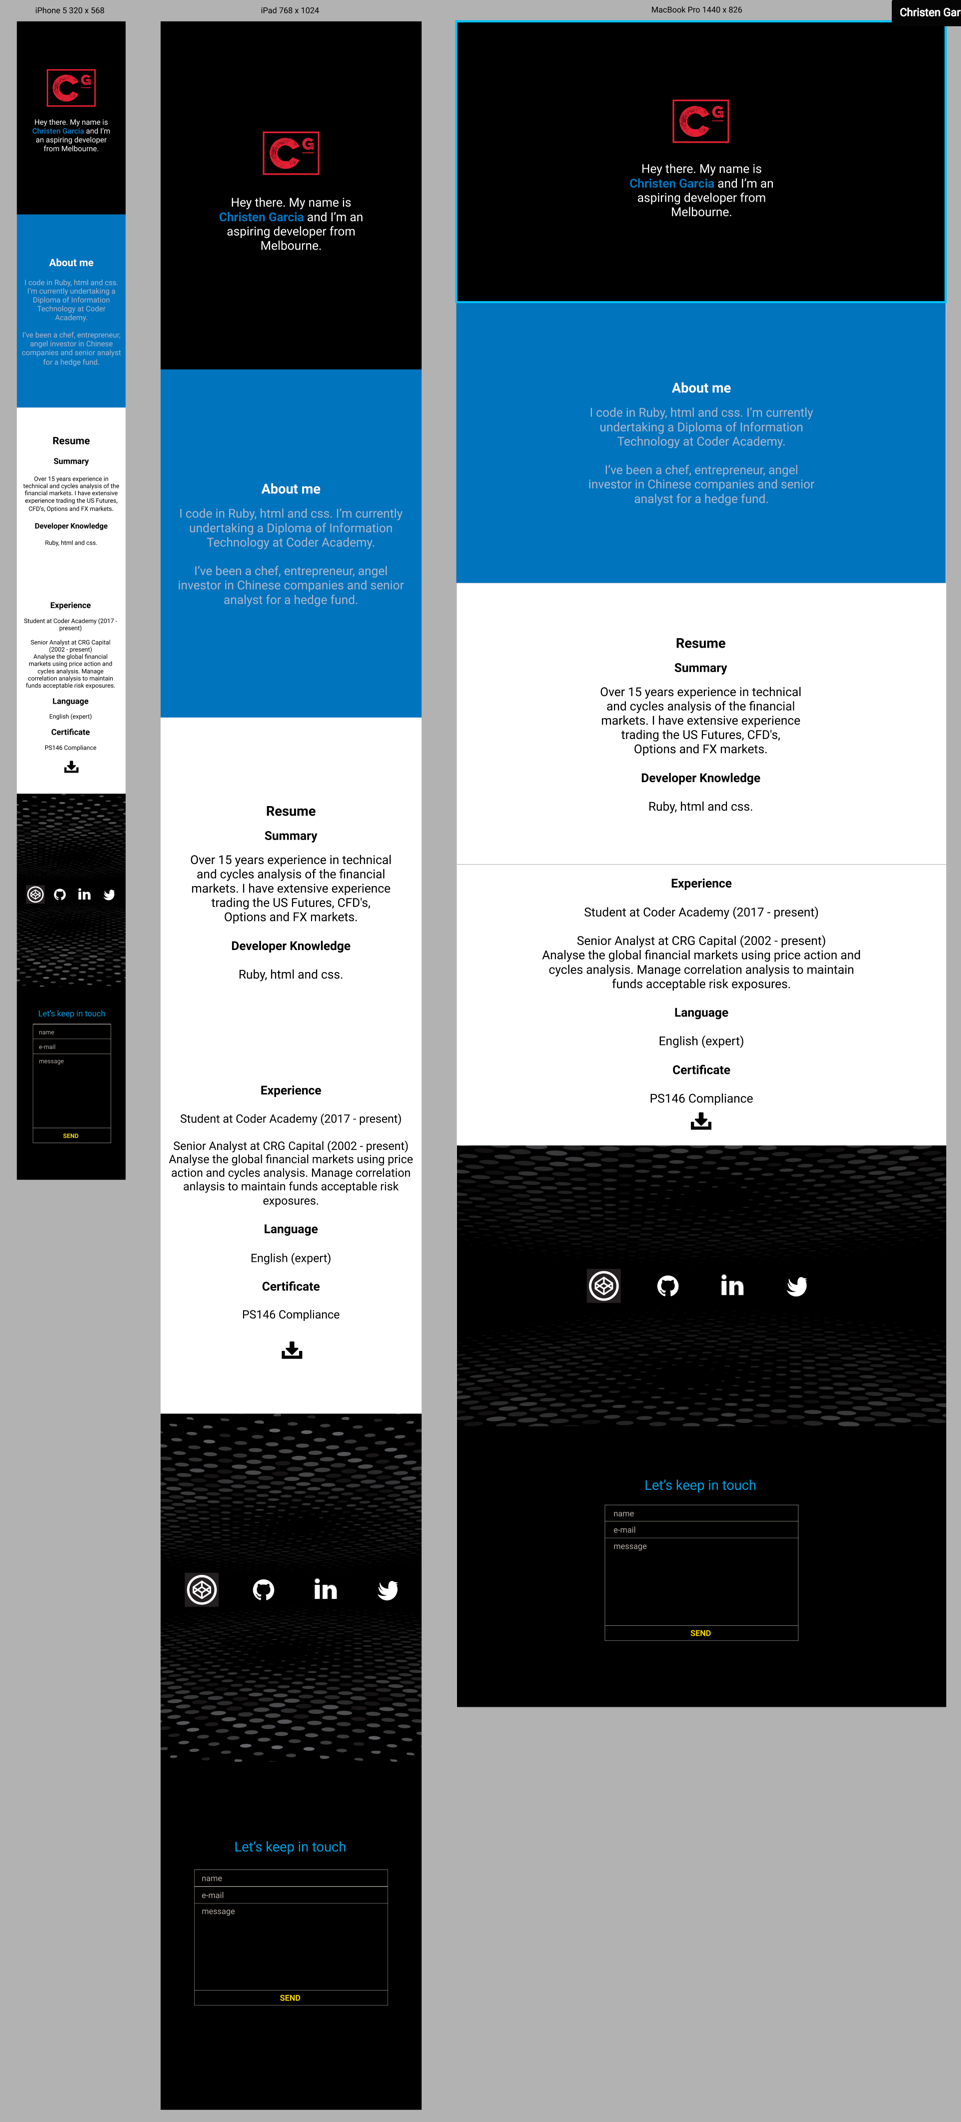 iPhone 5 320 x 568
CG
Hey there. My name is
Christen Garcia and I'm
an aspiring developer
from Melbourne.
About me
I code in Ruby, html and css.
I'm currently undertaking a
Diploma of Information
Technology at Coder
Academy.
I've been a chef, entrepreneur,
angel investor in Chinese
companies and senior analyst
for a hedge fund.
Resume
Summary
Over 15 years experience in
technical and cycles analysis of the
financial markets. I have extensive
experience trading the US Futures,
CFD's, Options and FX markets.
Developer Knowledge
Ruby, html and css.
Experience
Student at Coder Academy (2017 -
present)
Senior Analyst at CRG Capital
(2002 - present)
Analyse the global financial
markets using price action and
cycles analysis. Manage
correlation analysis to maintain
funds acceptable risk exposures.
Language
English (expert)
Certificate
PS146 Compliance
in
Let's keep in touch
name
e-mail
message
SEND
iPad 768 x 1024
CG
Hey there. My name is
Christen Garcia and I'm an
aspiring developer from
Melbourne.
About me
I code in Ruby, html and css. I'm currently
undertaking a Diploma of Information
Technology at Coder Academy.
I've been a chef, entrepreneur, angel
investor in Chinese companies and senior
analyst for a hedge fund.
Resume
Summary
Over 15 years experience in technical
and cycles analysis of the financial
markets. I have extensive experience
trading the US Futures, CFD's,
Options and FX markets.
Developer Knowledge
Ruby, html and css.
Experience
Student at Coder Academy (2017 - present)
Senior Analyst at CRG Capital (2002 - present)
Analyse the global financial markets using price
action and cycles analysis. Manage correlation
anlaysis to maintain funds acceptable risk
exposures.
Language
English (expert)
Certificate
PS146 Compliance
in
Let's keep in touch
name
e-mail
message
SEND
MacBook Pro 1440 x 826
Christen Gar
CG
Hey there. My name is
Christen Garcia and I'm an
aspiring developer from
Melbourne.
About me
I code in Ruby, html and css. I'm currently
undertaking a Diploma of Information
Technology at Coder Academy.
I've been a chef, entrepreneur, angel
investor in Chinese companies and senior
analyst for a hedge fund.
Resume
Summary
Over 15 years experience in technical
and cycles analysis of the financial
markets. I have extensive experience
trading the US Futures, CFD's,
Options and FX markets.
Developer Knowledge
Ruby, html and css.
Experience
Student at Coder Academy (2017 - present)
Senior Analyst at CRG Capital (2002 - present)
Analyse the global financial markets using price action and
cycles analysis. Manage correlation analysis to maintain
funds acceptable risk exposures.
Language
English (expert)
Certificate
PS146 Compliance
in
Let's keep in touch
name
e-mail
message
SEND